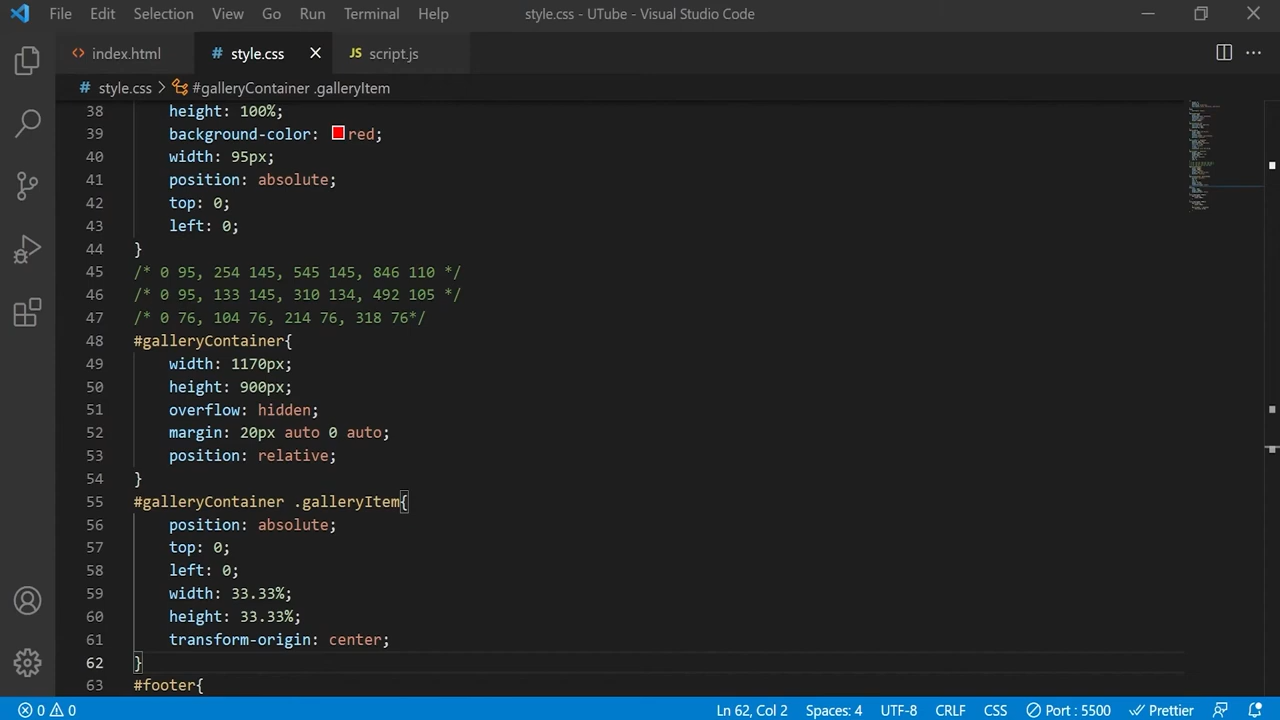 File Edit Selection View Go Run Terminal Help style.css - UTube - Visual Studio Code
<> index.html # style.css × JS script.js ···
# style.css > #galleryContainer .galleryItem
38 height: 100%;
39 background-color: red;
40 width: 95px;
41 position: absolute;
42 top: 0;
43 left: 0;
44 }
45 /* 0 95, 254 145, 545 145, 846 110 */
46 /* 0 95, 133 145, 310 134, 492 105 */
47 /* 0 76, 104 76, 214 76, 318 76*/
48 #galleryContainer{
49 width: 1170px;
50 height: 900px;
51 overflow: hidden;
52 margin: 20px auto 0 auto;
53 position: relative;
54 }
55 #galleryContainer .galleryItem{
56 position: absolute;
57 top: 0;
58 left: 0;
59 width: 33.33%;
60 height: 33.33%;
61 transform-origin: center;
62 }
63 #footer{
0 0 Ln 62, Col 2 Spaces: 4 UTF-8 CRLF CSS Port : 5500 Prettier